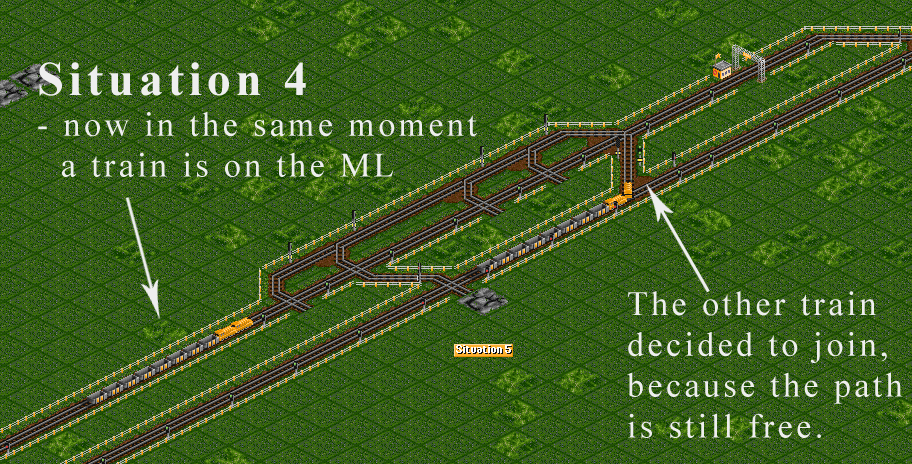 Situation 4
- now in the same moment
a train is on the ML
Situation 5
The other train
decided to join,
because the path
is still free.